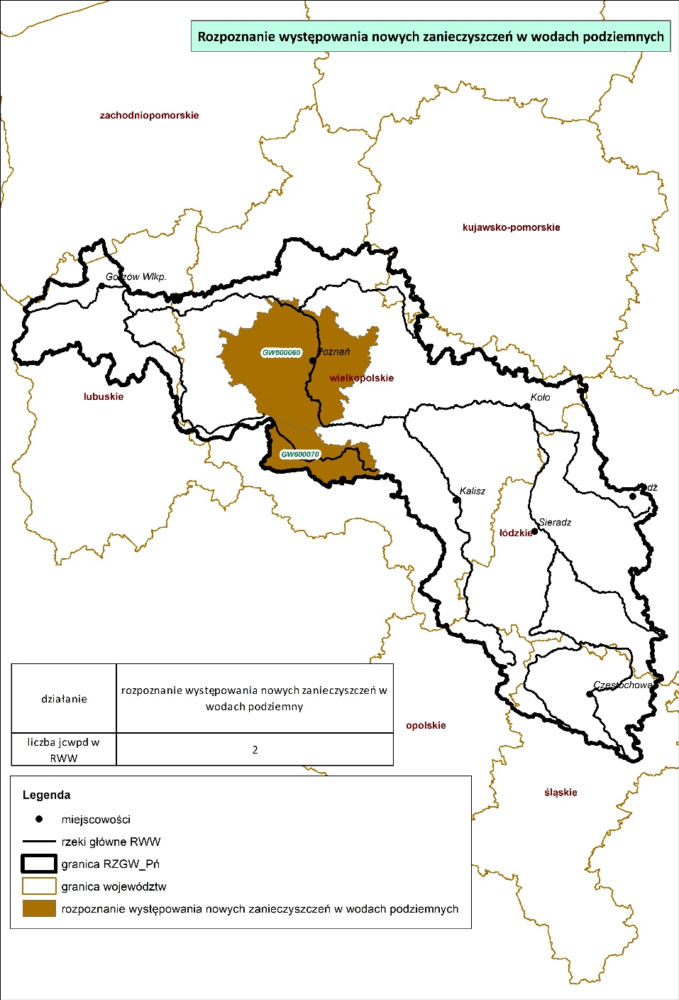 Rozpoznanie występowania nowych zanieczyszczeń w wodach podziemnych
zachodniopomorskie
kujawsko-pomorskie
Gorzów Wlkp.
GW600060
Poznań
wielkopolskie
lubuskie
Koło
GW600070
Kalisz
Łódź
Sieradz
łódzkie
Częstochowa
opolskie
śląskie
działanie
rozpoznanie występowania nowych zanieczyszczeń w
wodach podziemny
liczba jcwpd w
RWW
2
Legenda
miejscowości
rzeki główne RWW
granica RZGW_Pń
granica województw
rozpoznanie występowania nowych zanieczyszczeń w wodach podziemnych